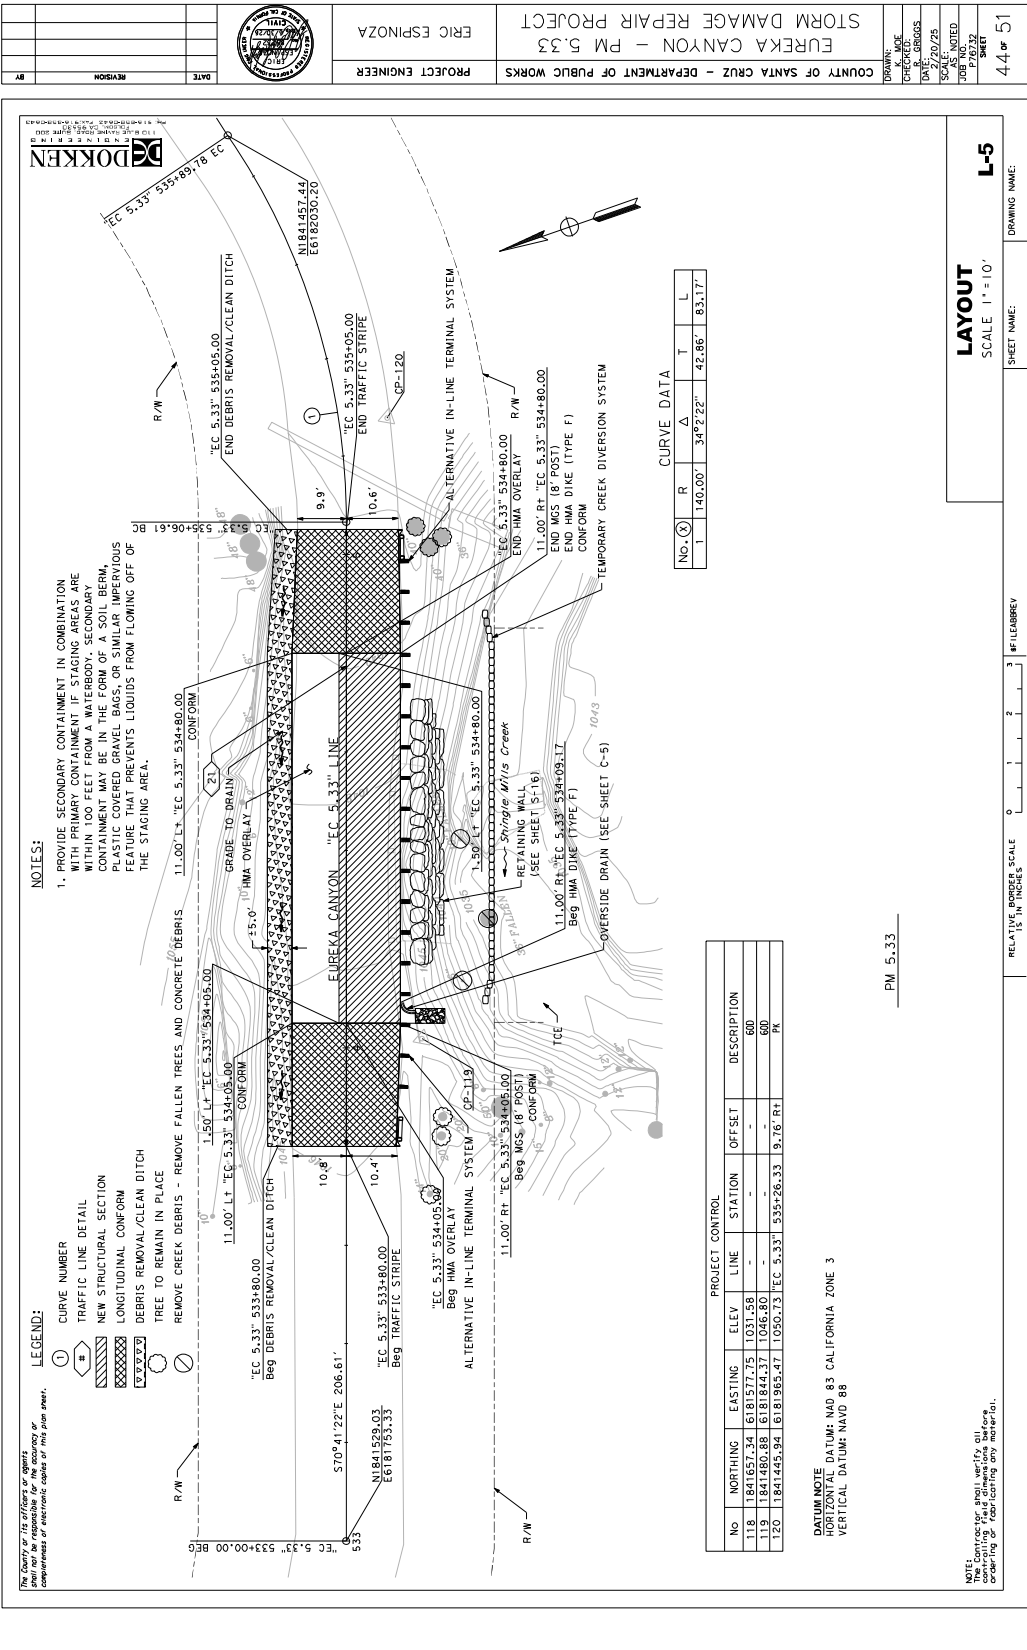 COUNTY OF SANTA CRUZ - DEPARTMENT OF PUBLIC WORKS
EUREKA CANYON - PM 5.33
STORM DAMAGE REPAIR PROJECT
PROJECT ENGINEER
ERIC ESPINOZA
DATE
REVISION
BY
DRAWN:
K. MOE
CHECKED:
R. GRIGGS
DATE:
2/20/25
SCALE:
AS NOTED
JOB NO.
P76732
SHEET
44 OF 51
DOKKEN
ENGINEERING
110 BLUE RAVINE ROAD, SUITE 200
FOLSOM, CA 95630
The County or its officers or agents
shall not be responsible for the accuracy or
completeness of electronic copies of this plan sheet.
LEGEND:
1 CURVE NUMBER
# TRAFFIC LINE DETAIL
NEW STRUCTURAL SECTION
LONGITUDINAL CONFORM
DEBRIS REMOVAL/CLEAN DITCH
TREE TO REMAIN IN PLACE
REMOVE CREEK DEBRIS - REMOVE FALLEN TREES AND CONCRETE DEBRIS
NOTES:
1. PROVIDE SECONDARY CONTAINMENT IN COMBINATION
WITH PRIMARY CONTAINMENT IF STAGING AREAS ARE
WITHIN 100 FEET FROM A WATERBODY. SECONDARY
CONTAINMENT MAY BE IN THE FORM OF A SOIL BERM,
PLASTIC COVERED GRAVEL BAGS, OR SIMILAR IMPERVIOUS
FEATURE THAT PREVENTS LIQUIDS FROM FLOWING OFF OF
THE STAGING AREA.
R/W
R/W
R/W
R/W
"EC 5.33" 533+00.00 BEG
533
N1841529.03
E6181753.33
S70°41'22"E 206.61'
"EC 5.33" 533+80.00
Beg DEBRIS REMOVAL/CLEAN DITCH
"EC 5.33" 533+80.00
Beg TRAFFIC STRIPE
10.8'
10.4'
11.00' Lt "EC 5.33" 534+05.00
CONFORM
1.50' Lt "EC 5.33" 534+05.00
±5.0'
HMA OVERLAY
GRADE TO DRAIN
21
11.00' Lt "EC 5.33" 534+80.00
CONFORM
EUREKA CANYON "EC 5.33" LINE
"EC 5.33" 535+06.61 BC
"EC 5.33" 535+05.00
END DEBRIS REMOVAL/CLEAN DITCH
"EC 5.33" 535+89.78 EC
N1841457.44
E6182030.20
1
"EC 5.33" 535+05.00
END TRAFFIC STRIPE
CP-120
9.9'
10.6'
ALTERNATIVE IN-LINE TERMINAL SYSTEM
"EC 5.33" 534+80.00
END HMA OVERLAY
11.00' Rt "EC 5.33" 534+80.00
END MGS (8' POST)
END HMA DIKE (TYPE F)
CONFORM
TEMPORARY CREEK DIVERSION SYSTEM
1.50' Lt "EC 5.33" 534+80.00
Shingle Mills Creek
RETAINING WALL
(SEE SHEET S-16)
11.00' Rt "EC 5.33" 534+09.17
Beg HMA DIKE (TYPE F)
OVERSIDE DRAIN (SEE SHEET C-5)
TCE
"EC 5.33" 534+05.00
Beg HMA OVERLAY
ALTERNATIVE IN-LINE TERMINAL SYSTEM
CP-119
11.00' Rt "EC 5.33" 534+05.00
Beg MGS (8' POST)
CONFORM
36" FALLEN
1043
1035
CURVE DATA
No. X R Δ T L
1 140.00' 34°2'22" 42.86' 83.17'
PROJECT CONTROL
No NORTHING EASTING ELEV LINE STATION OFFSET DESCRIPTION
118 1841657.34 6181577.75 1031.58 - - - 60D
119 1841480.88 6181844.37 1046.80 - - - 60D
120 1841445.94 6181965.47 1050.73 "EC 5.33" 535+26.33 9.76' Rt PK
DATUM NOTE
HORIZONTAL DATUM: NAD 83 CALIFORNIA ZONE 3
VERTICAL DATUM: NAVD 88
PM 5.33
NOTE:
The Contractor shall verify all
controlling field dimensions before
ordering or fabricating any material.
LAYOUT
SCALE 1"=10'
L-5
RELATIVE BORDER SCALE
IS IN INCHES
0 1 2 3
$FILEABBREV
SHEET NAME:
DRAWING NAME: